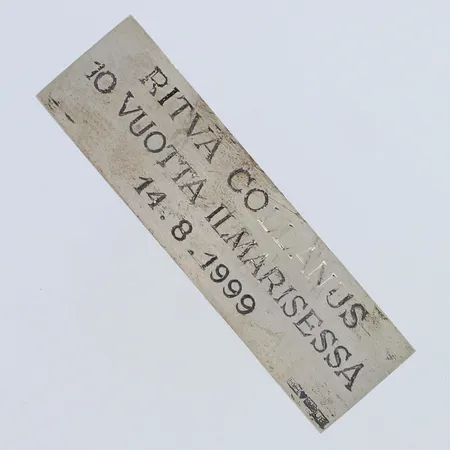 RITVA COLLANUS
10 VUOTTA ILMARISESSA
14.8.1999